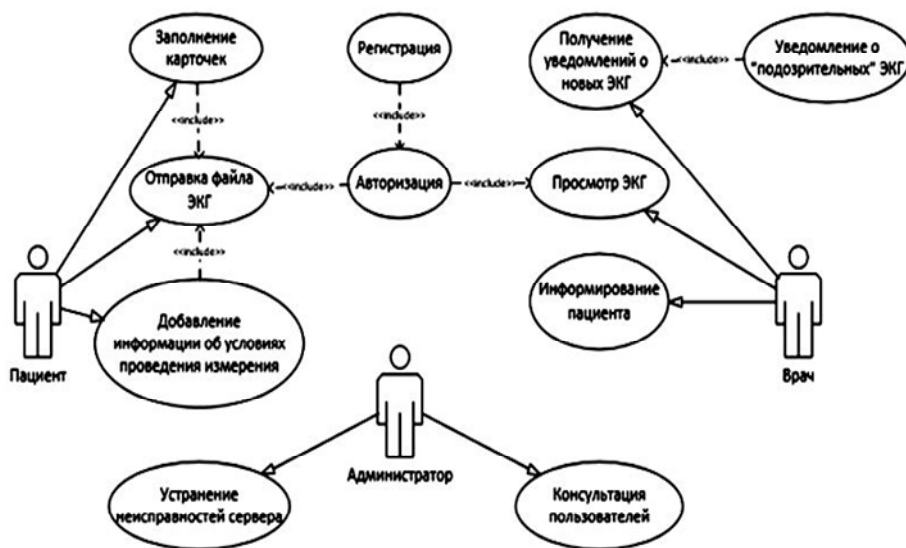 Заполнение
карточек
Регистрация
Получение
уведомлений о
новых ЭКГ
<<include>>
Уведомление о
"подозрительных" ЭКГ
<<include>>
<<include>>
Отправка файла
ЭКГ
<<include>>
Авторизация
<<include>>
Просмотр ЭКГ
<<include>>
Пациент
Добавление
информации об условиях
проведения измерения
Информирование
пациента
Врач
Администратор
Устранение
неисправностей сервера
Консультация
пользователей